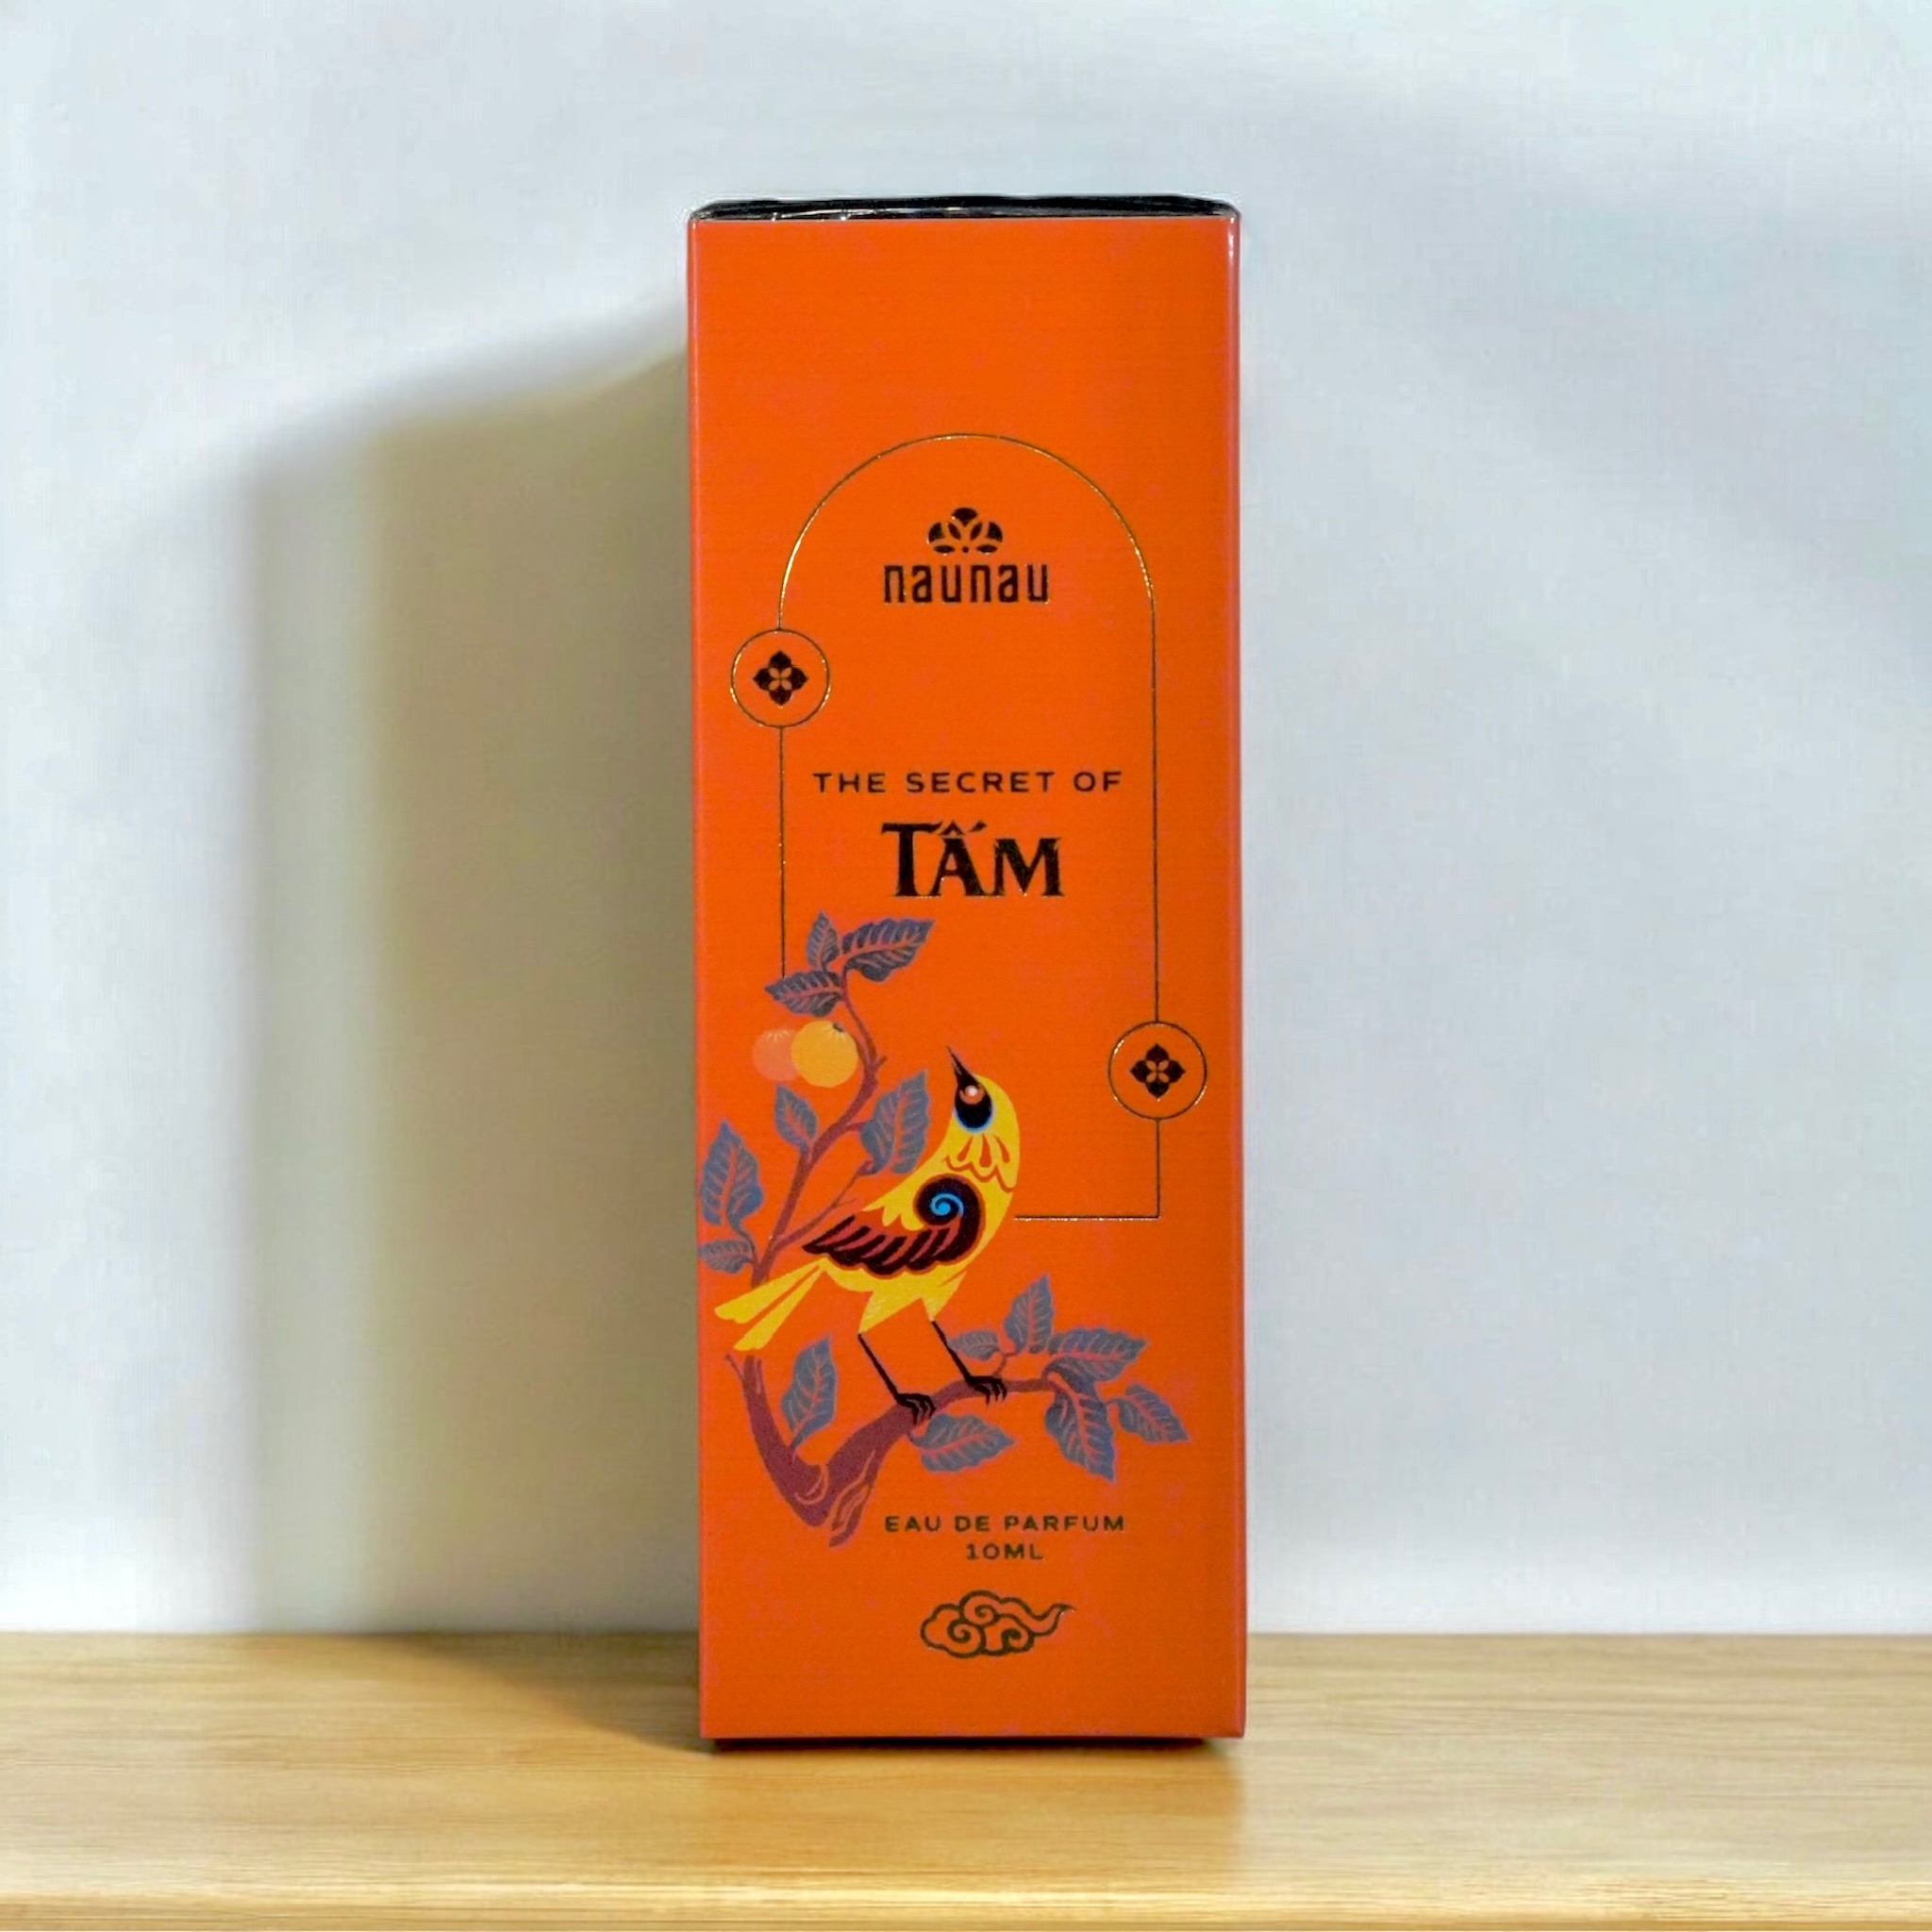 naunau
THE SECRET OF
TẤM
EAU DE PARFUM
10ML